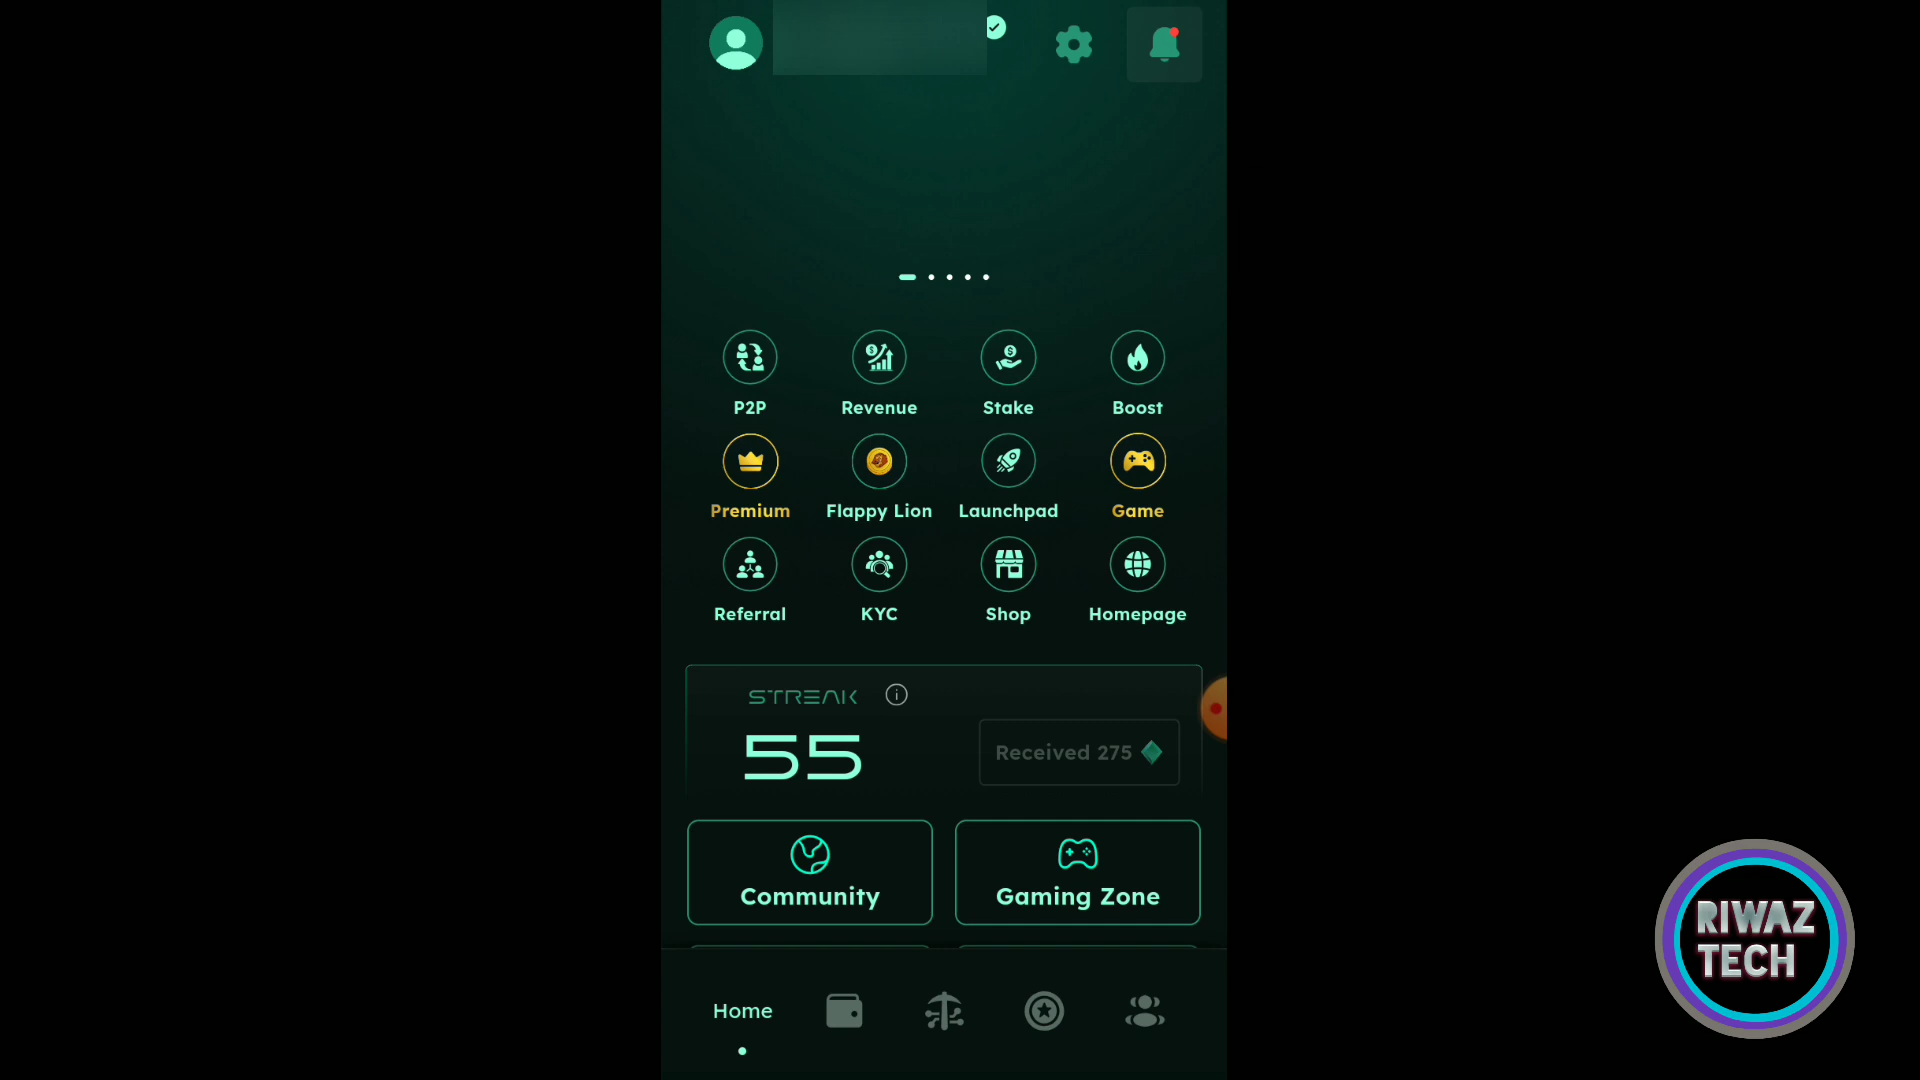 P2P
Revenue
Stake
Boost
Premium
Flappy Lion
Launchpad
Game
Referral
KYC
Shop
Homepage
STREAK
55
Received 275
Community
Gaming Zone
Home
RIWAZ
TECH